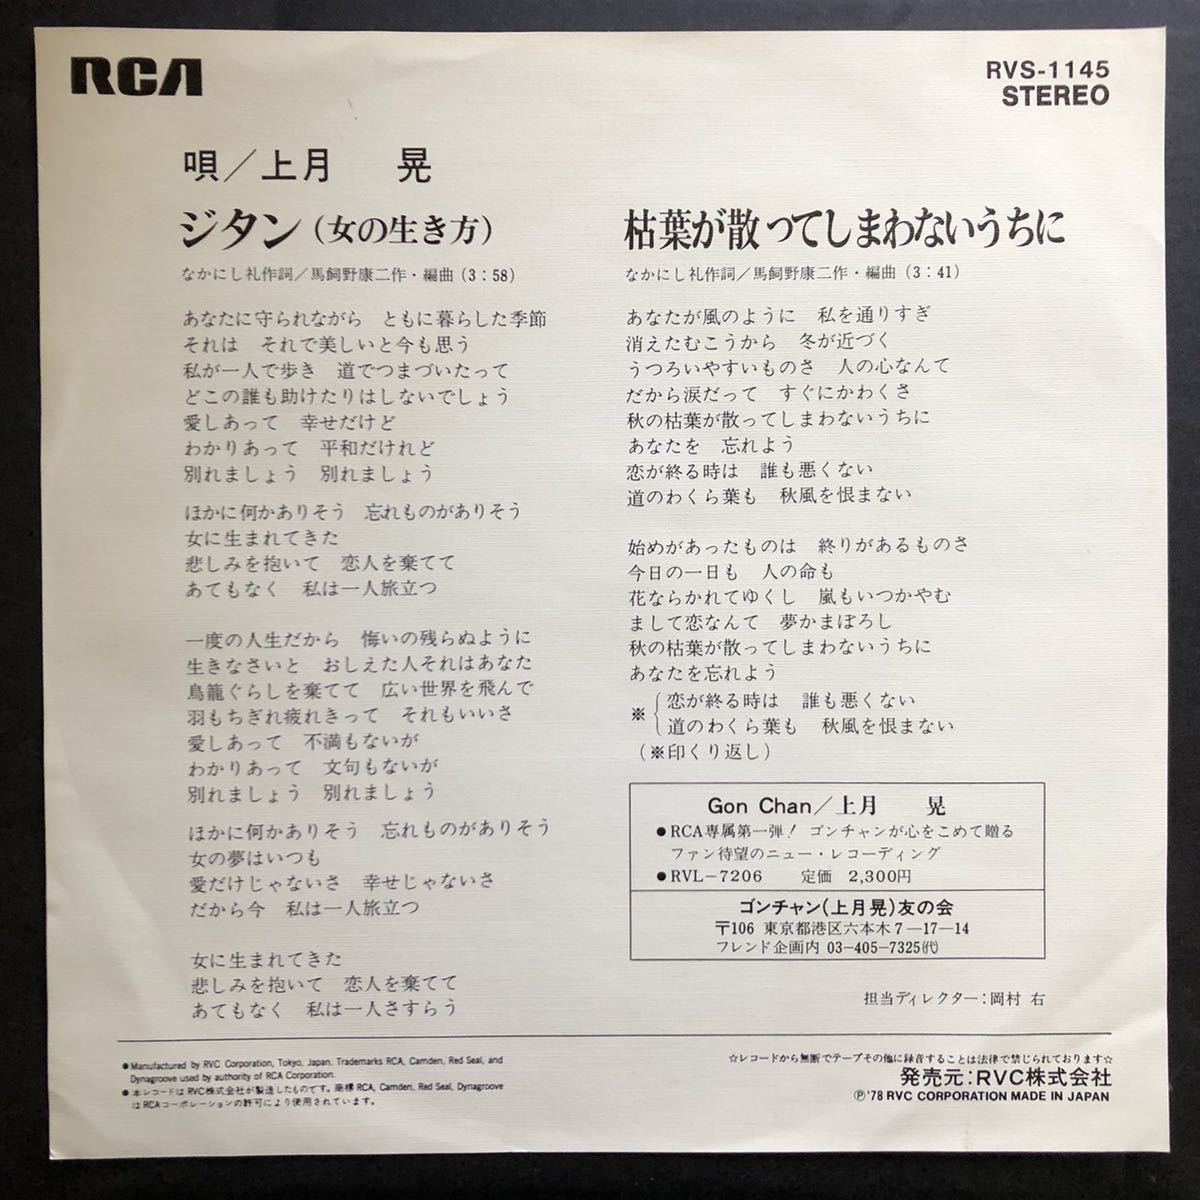 RCA
RVS-1145
STEREO
唄／上月　晃
ジタン（女の生き方）
なかにし礼作詞／馬飼野康二作・編曲（3：58）
あなたに守られながら　ともに暮らした季節
それは　それで美しいと今も思う
私が一人で歩き　道でつまづいたって
どこの誰も助けたりはしないでしょう
愛しあって　幸せだけど
わかりあって　平和だけれど
別れましょう　別れましょう
ほかに何かありそう　忘れものがありそう
女に生まれてきた
悲しみを抱いて　恋人を棄てて
あてもなく　私は一人旅立つ
一度の人生だから　悔いの残らぬように
生きなさいと　おしえた人それはあなた
鳥籠ぐらしを棄てて　広い世界を飛んで
羽もちぎれ疲れきって　それもいいさ
愛しあって　不満もないが
わかりあって　文句もないが
別れましょう　別れましょう
ほかに何かありそう　忘れものがありそう
女の夢はいつも
愛だけじゃないさ　幸せじゃないさ
だから今　私は一人旅立つ
女に生まれてきた
悲しみを抱いて　恋人を棄てて
あてもなく　私は一人さすらう
枯葉が散ってしまわないうちに
なかにし礼作詞／馬飼野康二作・編曲（3：41）
あなたが風のように　私を通りすぎ
消えたむこうから　冬が近づく
うつろいやすいものさ　人の心なんて
だから涙だって　すぐにかわくさ
秋の枯葉が散ってしまわないうちに
あなたを　忘れよう
恋が終る時は　誰も悪くない
道のわくら葉も　秋風を恨まない
始めがあったものは　終りがあるものさ
今日の一日も　人の命も
花ならかれてゆくし　嵐もいつかやむ
まして恋なんて　夢かまぼろし
秋の枯葉が散ってしまわないうちに
あなたを忘れよう
※｛恋が終る時は　誰も悪くない
道のわくら葉も　秋風を恨まない
（※印くり返し）
Gon Chan／上月　晃
●RCA専属第一弾！ ゴンチャンが心をこめて贈る
ファン待望のニュー・レコーディング
●RVL-7206　定価　2,300円
ゴンチャン（上月晃）友の会
〒106 東京都港区六本木7—17—14
フレンド企画内 03-405-7325㈹
担当ディレクター：岡村 右
●Manufactured by RVC Corporation, Tokyo, Japan. Trademarks RCA, Camden, Red Seal, and
Dynagroove used by authority of RCA Corporation.
●本レコードはRVC株式会社が製造したものです。商標RCA, Camden, Red Seal, Dynagroove
はRCAコーポレーションの許可により使用されています。
☆レコードから無断でテープその他に録音することは法律で禁じられております☆
発売元：RVC株式会社
Ⓟ'78 RVC CORPORATION MADE IN JAPAN